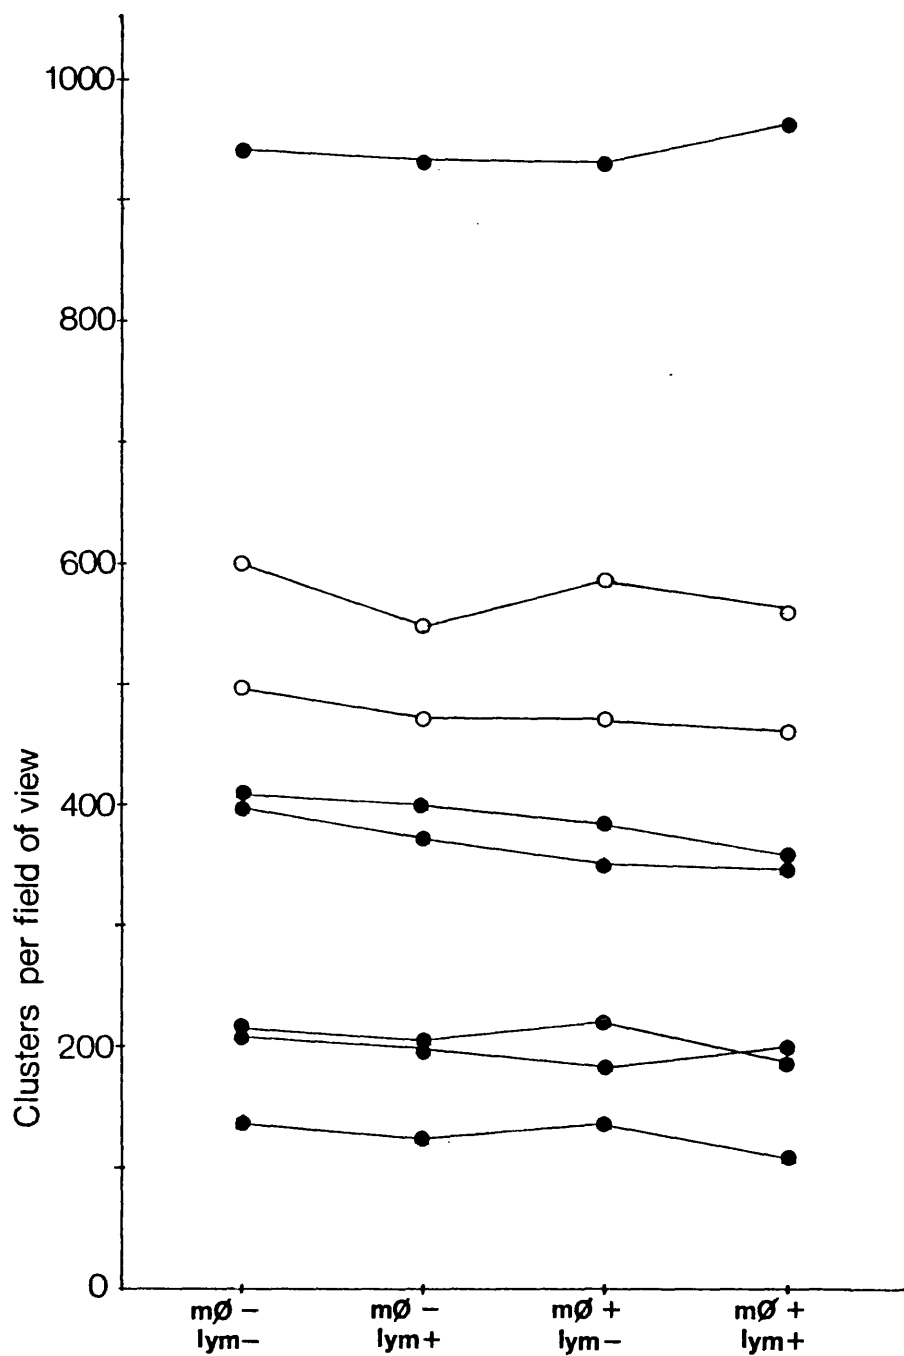 1000
800
600
400
200
0
Clusters per field of view
mØ − mØ − mØ + mØ +
lym− lym+ lym− lym+